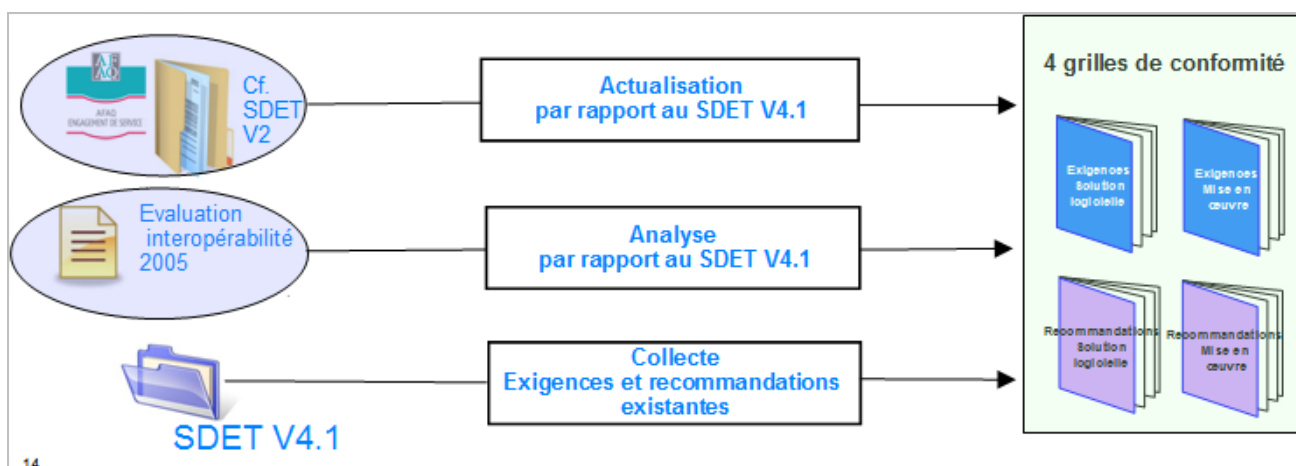 AFAQ
AFAQ
ENGAGEMENT DE SERVICE
Cf.
SDET
V2
Actualisation
par rapport au SDET V4.1
4 grilles de conformité
Exigences
Solution
logicielle
Exigences
Mise en
œuvre
Evaluation
interopérabilité
2005
Analyse
par rapport au SDET V4.1
Recommandations
Solution
logicielle
Recommandations
Mise en
œuvre
Collecte
Exigences et recommandations
existantes
SDET V4.1
14